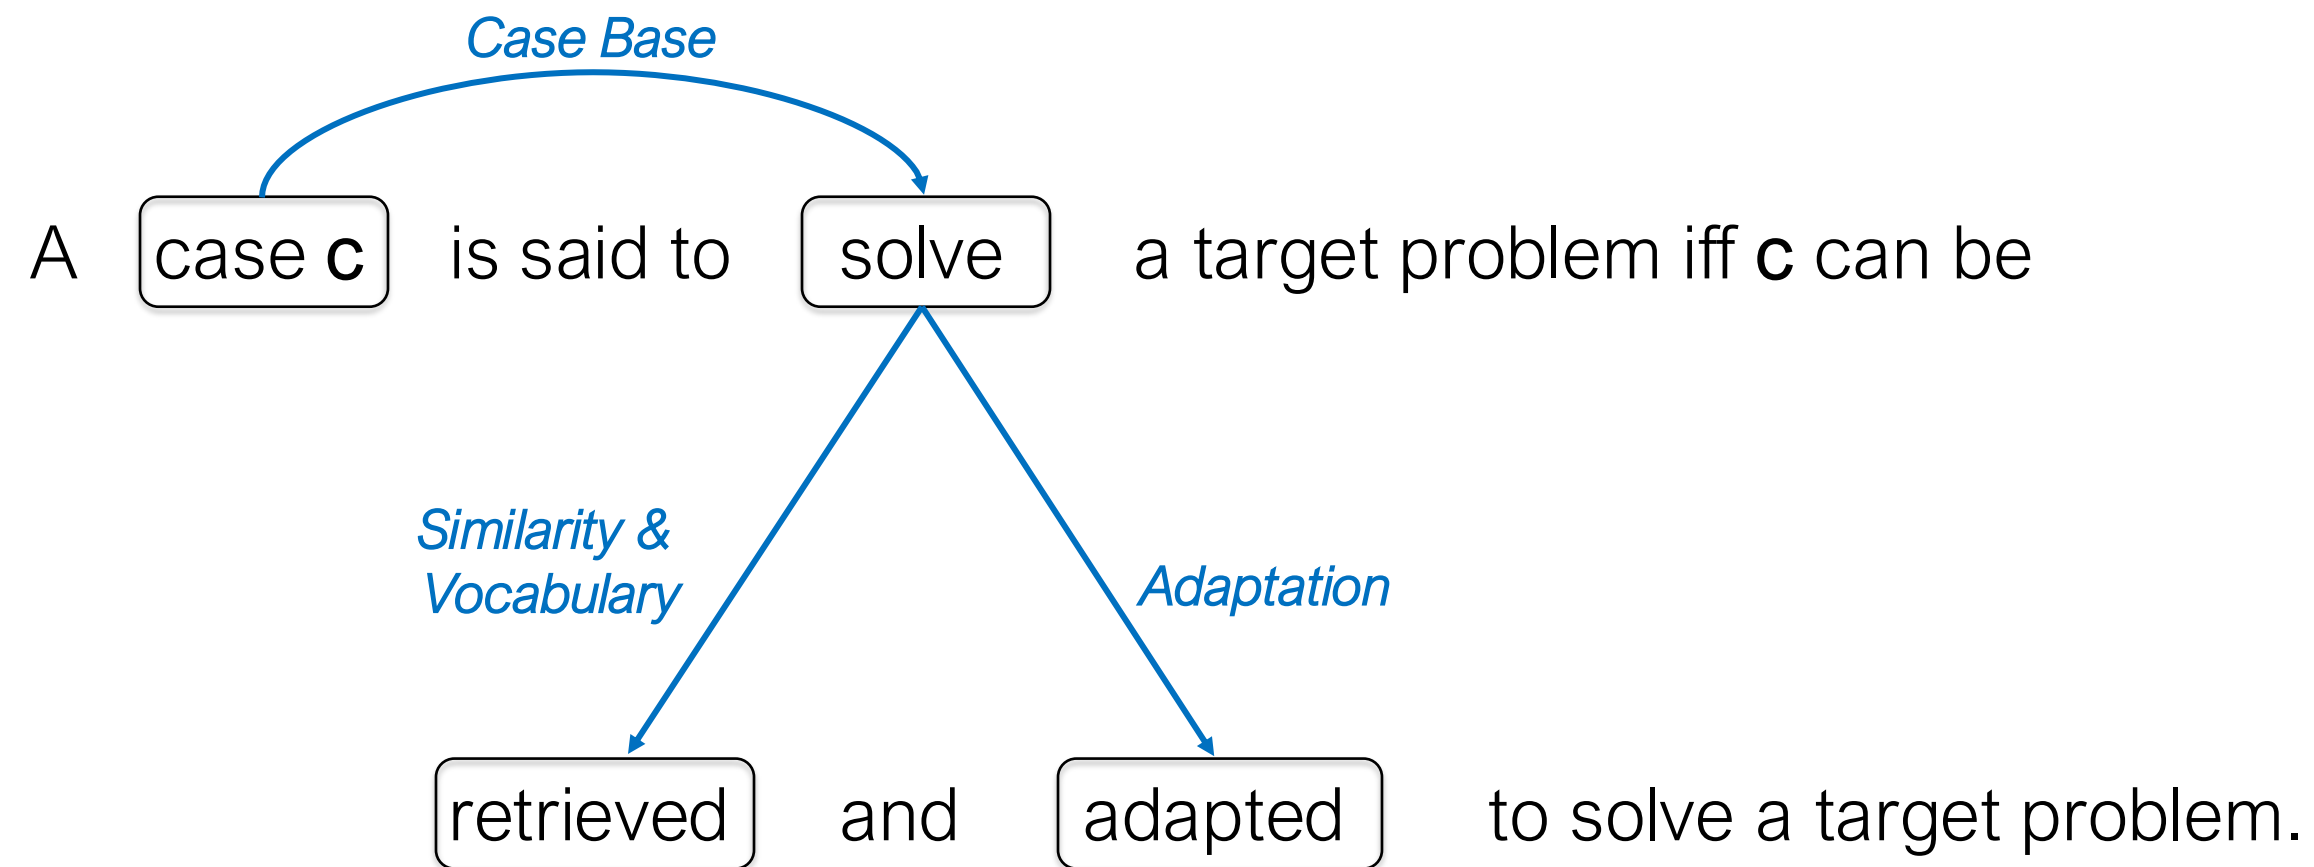 Case Base
A case c is said to solve a target problem iff c can be
Similarity &
Vocabulary
Adaptation
retrieved and adapted to solve a target problem.